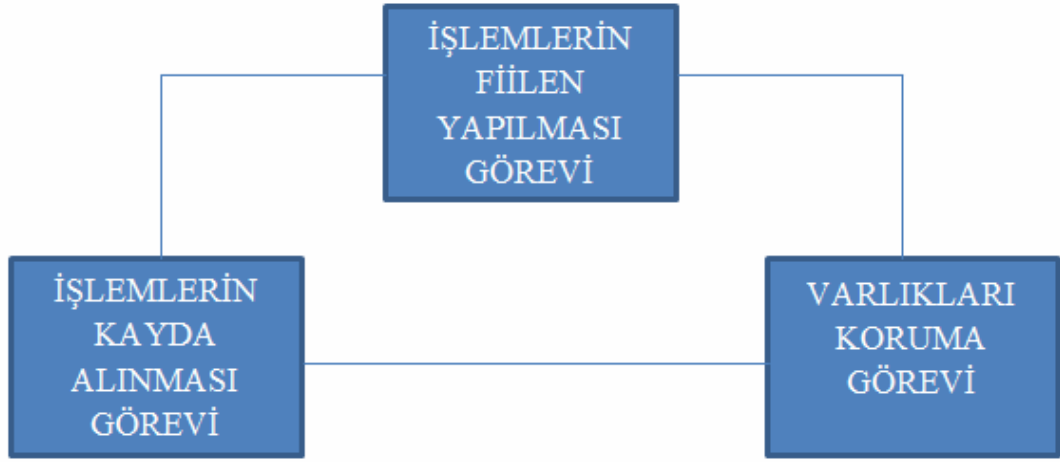 İŞLEMLERİN
FİİLEN
YAPILMASI
GÖREVİ
İŞLEMLERİN
KAYDA
ALINMASI
GÖREVİ
VARLIKLARI
KORUMA
GÖREVİ